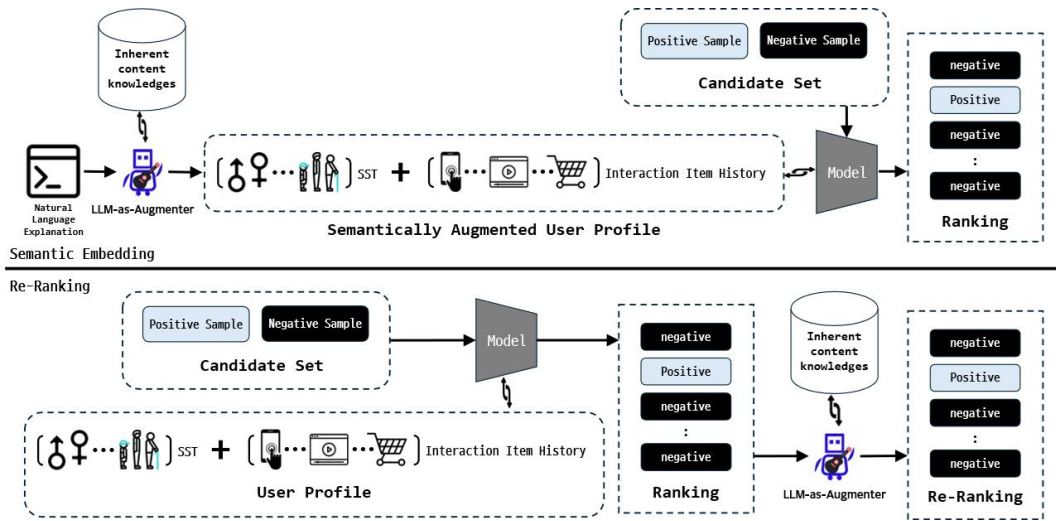 Inherent
content
knowledges
Natural
Language
Explanation
LLM-as-Augmenter
SST
+
Interaction Item History
Semantically Augmented User Profile
Positive Sample
Negative Sample
Candidate Set
Model
negative
Positive
negative
:
negative
Ranking
Semantic Embedding
Re-Ranking
Positive Sample
Negative Sample
Candidate Set
Model
SST
+
Interaction Item History
User Profile
negative
Positive
negative
:
negative
Ranking
Inherent
content
knowledges
LLM-as-Augmenter
negative
Positive
negative
:
negative
Re-Ranking